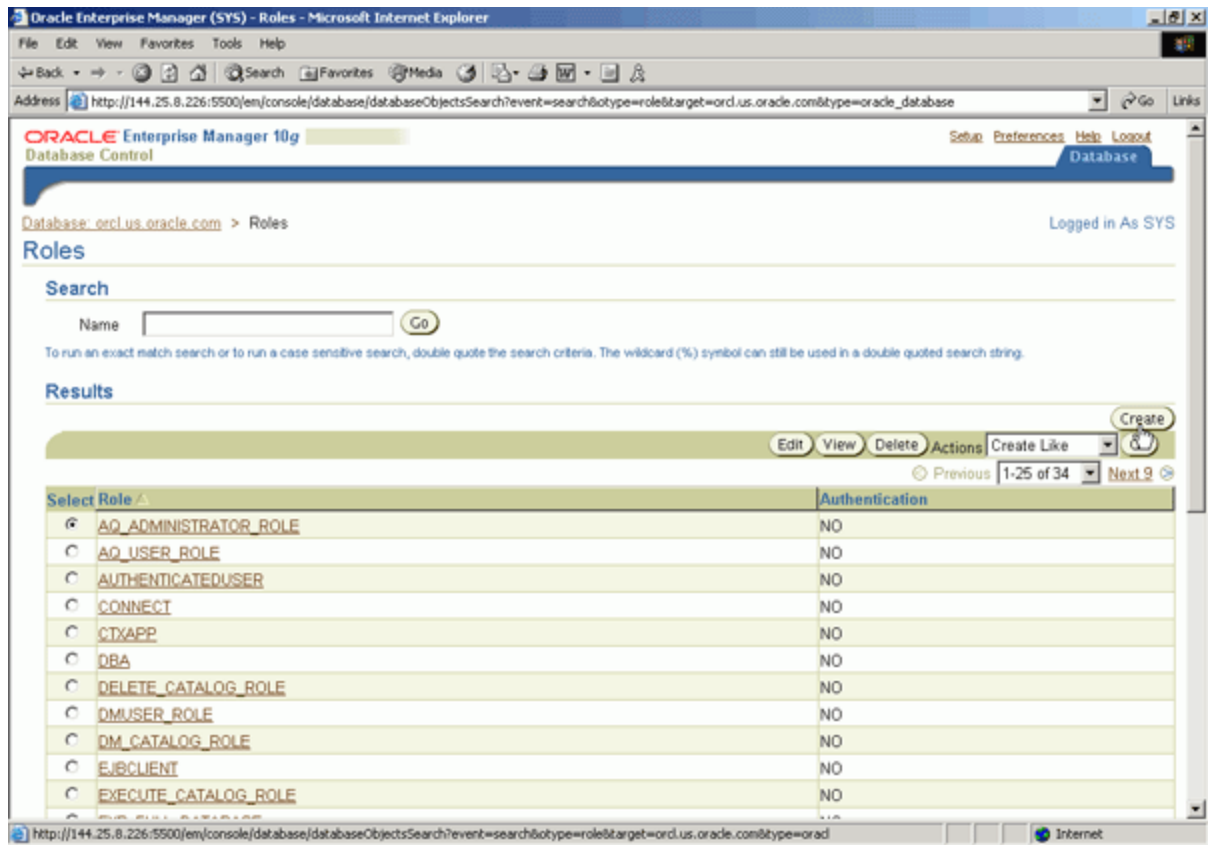 Oracle Enterprise Manager (SYS) - Roles - Microsoft Internet Explorer
File Edit View Favorites Tools Help
Back Search Favorites Media
Address http://144.25.8.226:5500/em/console/database/databaseObjectsSearch?event=search&otype=role&target=orcl.us.oracle.com&type=oracle_database Go Links
ORACLE Enterprise Manager 10g Setup Preferences Help Logout
Database Control Database
Database: orcl.us.oracle.com > Roles Logged in As SYS
Roles
Search
Name Go
To run an exact match search or to run a case sensitive search, double quote the search criteria. The wildcard (%) symbol can still be used in a double quoted search string.
Results
Create
Edit View Delete Actions Create Like
Previous 1-25 of 34 Next 9
Select Role Authentication
AQ_ADMINISTRATOR_ROLE NO
AQ_USER_ROLE NO
AUTHENTICATEDUSER NO
CONNECT NO
CTXAPP NO
DBA NO
DELETE_CATALOG_ROLE NO
DMUSER_ROLE NO
DM_CATALOG_ROLE NO
EJBCLIENT NO
EXECUTE_CATALOG_ROLE NO
http://144.25.8.226:5500/em/console/database/databaseObjectsSearch?event=search&otype=role&target=orcl.us.oracle.com&type=oracl Internet